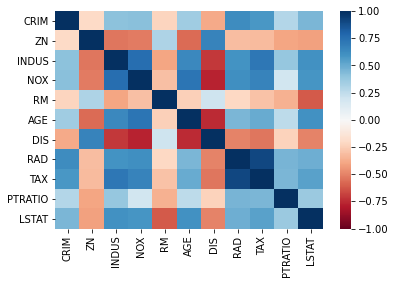 CRIM
ZN
INDUS
NOX
RM
AGE
DIS
RAD
TAX
PTRATIO
LSTAT
CRIM
ZN
INDUS
NOX
RM
AGE
DIS
RAD
TAX
PTRATIO
LSTAT
1.00
0.75
0.50
0.25
0.00
−0.25
−0.50
−0.75
−1.00